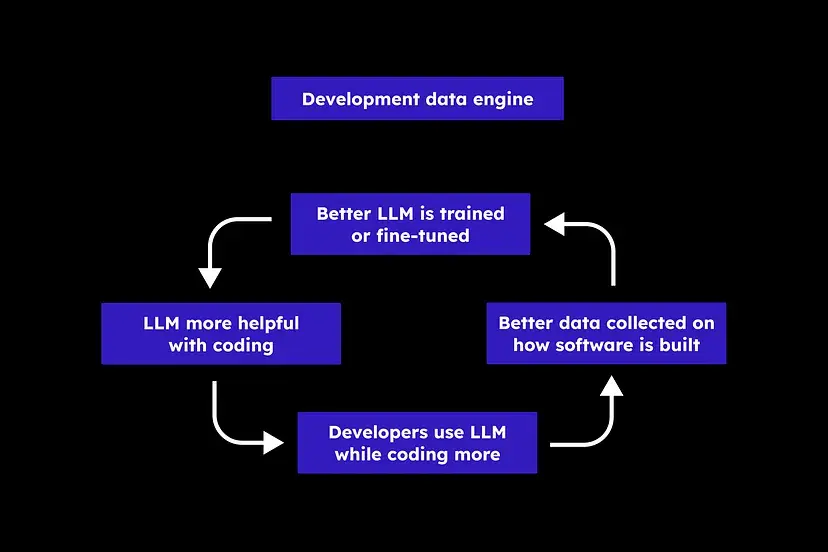 Development data engine
Better LLM is trained
or fine-tuned
LLM more helpful
with coding
Better data collected on
how software is built
Developers use LLM
while coding more